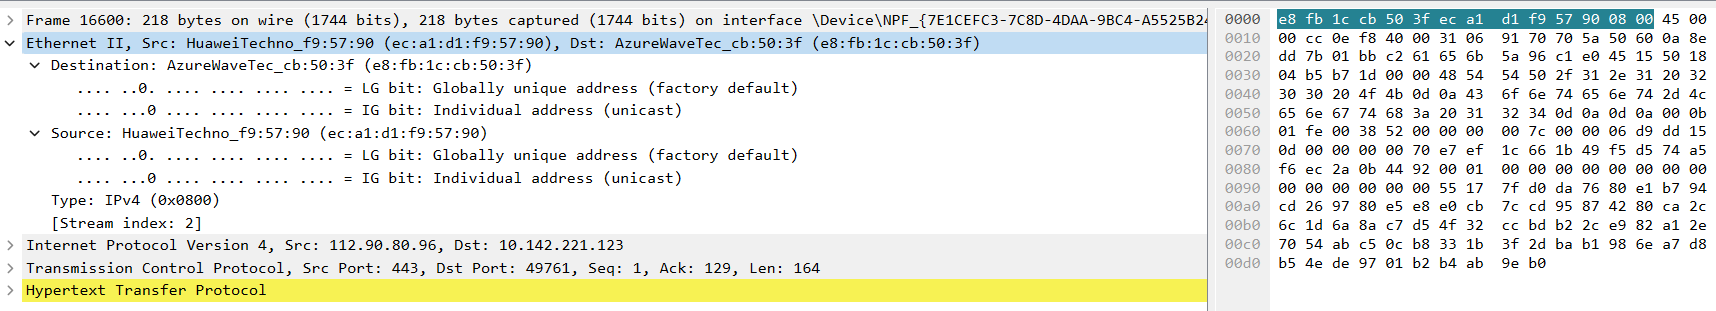 Frame 16600: 218 bytes on wire (1744 bits), 218 bytes captured (1744 bits) on interface \Device\NPF_{7E1CEFC3-7C8D-4DAA-9BC4-A5525B24
Ethernet II, Src: HuaweiTechno_f9:57:90 (ec:a1:d1:f9:57:90), Dst: AzureWaveTec_cb:50:3f (e8:fb:1c:cb:50:3f)
Destination: AzureWaveTec_cb:50:3f (e8:fb:1c:cb:50:3f)
.... ..0. .... .... .... .... = LG bit: Globally unique address (factory default)
.... ...0 .... .... .... .... = IG bit: Individual address (unicast)
Source: HuaweiTechno_f9:57:90 (ec:a1:d1:f9:57:90)
.... ..0. .... .... .... .... = LG bit: Globally unique address (factory default)
.... ...0 .... .... .... .... = IG bit: Individual address (unicast)
Type: IPv4 (0x0800)
[Stream index: 2]
Internet Protocol Version 4, Src: 112.90.80.96, Dst: 10.142.221.123
Transmission Control Protocol, Src Port: 443, Dst Port: 49761, Seq: 1, Ack: 129, Len: 164
Hypertext Transfer Protocol
0000 e8 fb 1c cb 50 3f ec a1 d1 f9 57 90 08 00 45 00
0010 00 cc 0e f8 40 00 31 06 91 70 70 5a 50 60 0a 8e
0020 dd 7b 01 bb c2 61 65 6b 5a 96 c1 e0 45 15 50 18
0030 04 b5 b7 1d 00 00 48 54 54 50 2f 31 2e 31 20 32
0040 30 30 20 4f 4b 0d 0a 43 6f 6e 74 65 6e 74 2d 4c
0050 65 6e 67 74 68 3a 20 31 32 34 0d 0a 0d 0a 00 0b
0060 01 fe 00 38 52 00 00 00 00 7c 00 00 06 d9 dd 15
0070 0d 00 00 00 00 70 e7 ef 1c 66 1b 49 f5 d5 74 a5
0080 f6 ec 2a 0b 44 92 00 01 00 00 00 00 00 00 00 00
0090 00 00 00 00 00 00 55 17 7f d0 da 76 80 e1 b7 94
00a0 cd 26 97 80 e5 e8 e0 cb 7c cd 95 87 42 80 ca 2c
00b0 6c 1d 6a 8a c7 d5 4f 32 cc bd b2 2c e9 82 a1 2e
00c0 70 54 ab c5 0c b8 33 1b 3f 2d ba b1 98 6e a7 d8
00d0 b5 4e de 97 01 b2 b4 ab 9e b0